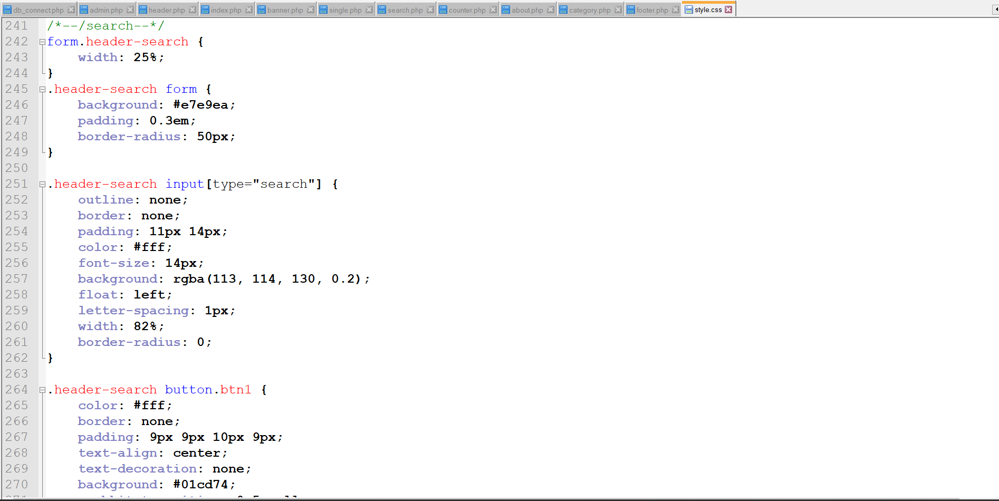 db_connect.php admin.php header.php index.php banner.php single.php search.php counter.php about.php category.php footer.php style.css
241 /*--/search--*/
242 form.header-search {
243 width: 25%;
244 }
245 .header-search form {
246 background: #e7e9ea;
247 padding: 0.3em;
248 border-radius: 50px;
249 }
250
251 .header-search input[type="search"] {
252 outline: none;
253 border: none;
254 padding: 11px 14px;
255 color: #fff;
256 font-size: 14px;
257 background: rgba(113, 114, 130, 0.2);
258 float: left;
259 letter-spacing: 1px;
260 width: 82%;
261 border-radius: 0;
262 }
263
264 .header-search button.btn1 {
265 color: #fff;
266 border: none;
267 padding: 9px 9px 10px 9px;
268 text-align: center;
269 text-decoration: none;
270 background: #01cd74;